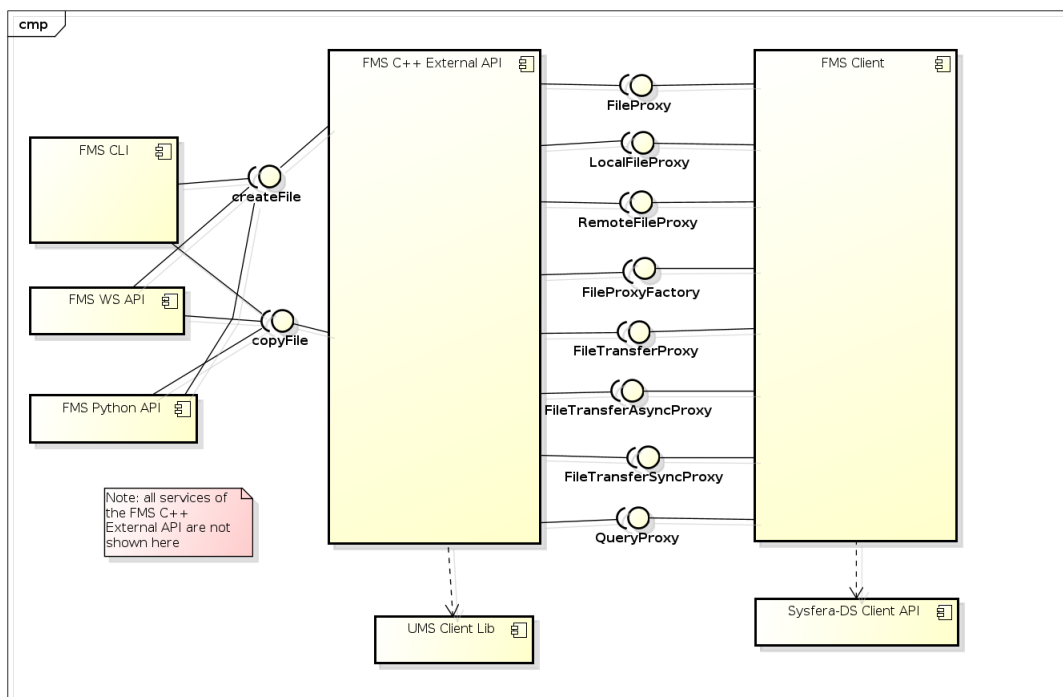 cmp
FMS C++ External API
FMS Client
FileProxy
FMS CLI
LocalFileProxy
createFile
RemoteFileProxy
FMS WS API
FileProxyFactory
copyFile
FileTransferProxy
FMS Python API
FileTransferAsyncProxy
FileTransferSyncProxy
Note: all services of
the FMS C++
External API are not
shown here
QueryProxy
UMS Client Lib
Sysfera-DS Client API